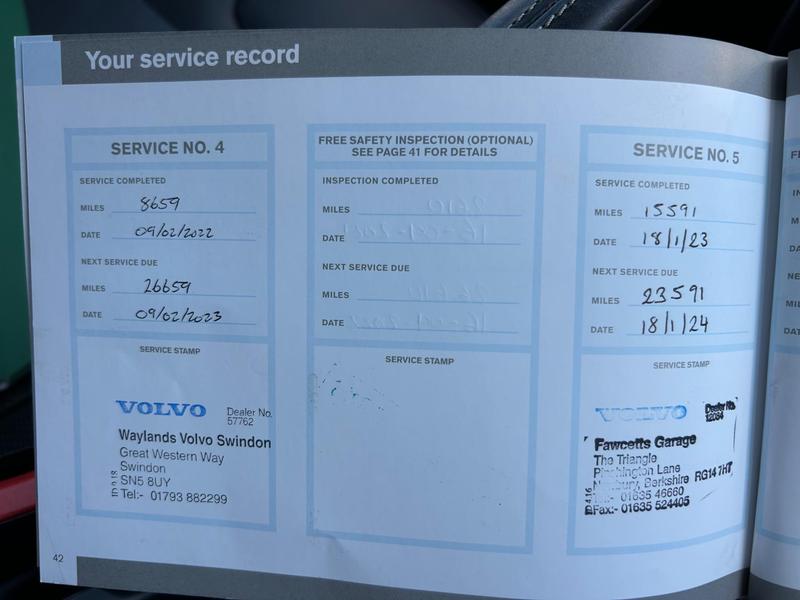 Your service record
SERVICE NO. 4
SERVICE COMPLETED
MILES 8659
DATE 09/02/2022
NEXT SERVICE DUE
MILES 26659
DATE 09/02/2023
SERVICE STAMP
VOLVO Dealer No. 57762
Waylands Volvo Swindon
Great Western Way
Swindon
SN5 8UY
Tel:- 01793 882299
FREE SAFETY INSPECTION (OPTIONAL)
SEE PAGE 41 FOR DETAILS
INSPECTION COMPLETED
MILES
DATE
NEXT SERVICE DUE
MILES
DATE
SERVICE STAMP
SERVICE NO. 5
SERVICE COMPLETED
MILES 15591
DATE 18/1/23
NEXT SERVICE DUE
MILES 23591
DATE 18/1/24
SERVICE STAMP
VOLVO Dealer No.
Fawcetts Garage
The Triangle
Pinchington Lane
Newbury, Berkshire RG14 7HT
01635 46660
Fax:- 01635 524405
42